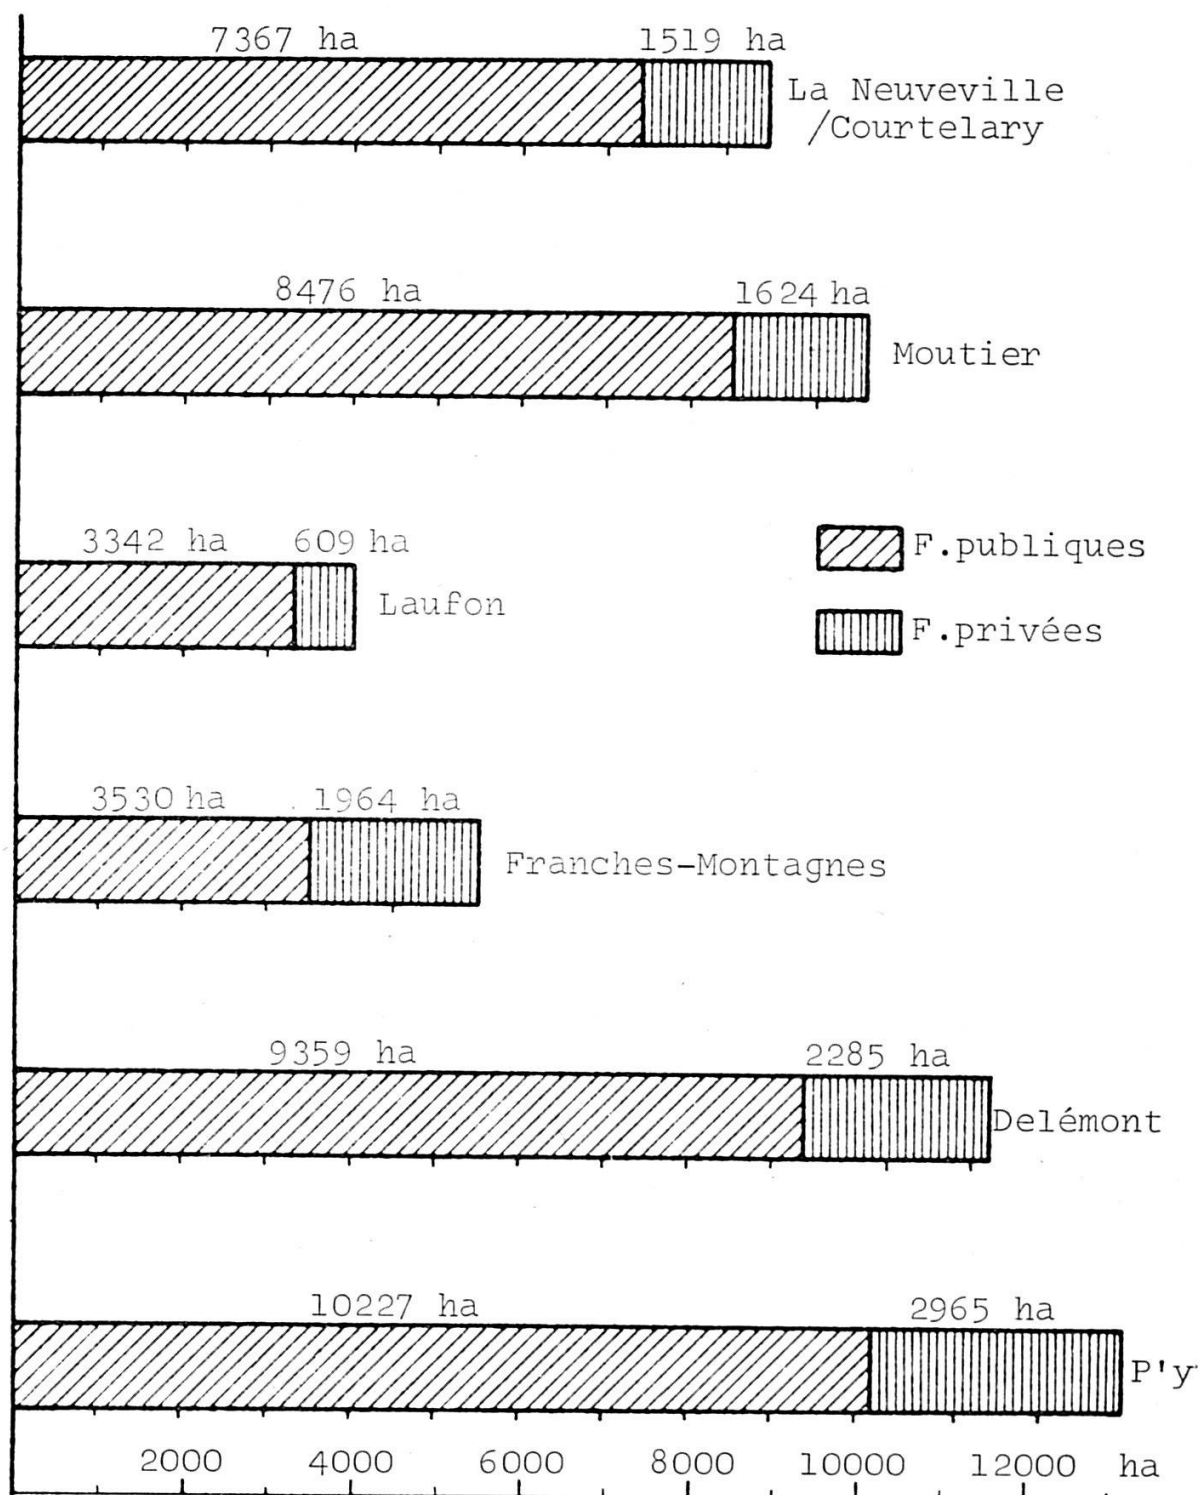 7367 ha 1519 ha
La Neuveville
/Courtelary
8476 ha 1624 ha
Moutier
3342 ha 609 ha
Laufon
F.publiques
F.privées
3530 ha 1964 ha
Franches-Montagnes
9359 ha 2285 ha
Delémont
10227 ha 2965 ha
P'y
2000 4000 6000 8000 10000 12000 ha